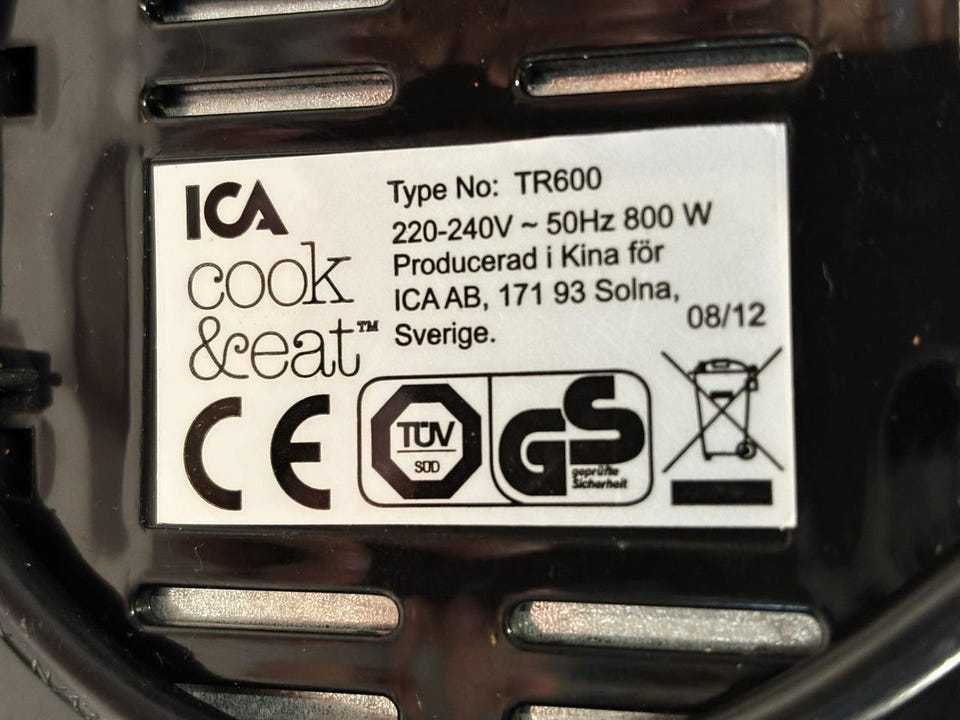 ICA
cook
&eat™
Type No: TR600
220-240V ~ 50Hz 800 W
Producerad i Kina för
ICA AB, 171 93 Solna,
Sverige.
08/12
CE
TÜV
SÜD
GS
geprüfte
Sicherheit